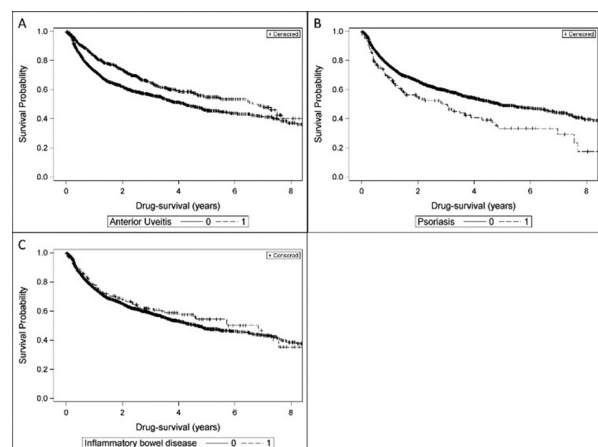 A
+ Censored
1.0
0.8
0.6
0.4
0.2
0.0
Survival Probability
0 2 4 6 8
Drug-survival (years)
Anterior Uveitis 0 1
B
+ Censored
1.0
0.8
0.6
0.4
0.2
0.0
Survival Probability
0 2 4 6 8
Drug-survival (years)
Psoriasis 0 1
C
+ Censored
1.0
0.8
0.6
0.4
0.2
0.0
Survival Probability
0 2 4 6 8
Drug-survival (years)
Inflammatory bowel disease 0 1